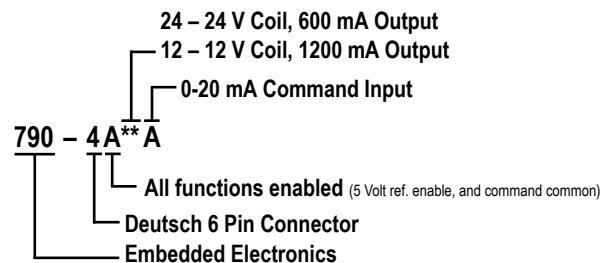 24 – 24 V Coil, 600 mA Output
12 – 12 V Coil, 1200 mA Output
0-20 mA Command Input
790 – 4 A ** A
All functions enabled (5 Volt ref. enable, and command common)
Deutsch 6 Pin Connector
Embedded Electronics